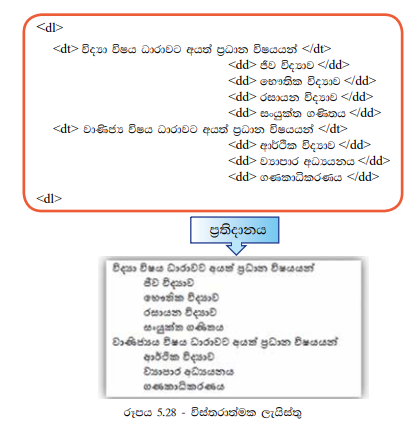 <dl>
<dt> විද්‍යා විෂය ධාරාවට අයත් ප්‍රධාන විෂයයන් </dt>
<dd> ජීව විද්‍යාව </dd>
<dd> භෞතික විද්‍යාව </dd>
<dd> රසායන විද්‍යාව </dd>
<dd> සංයුක්ත ගණිතය </dd>
<dt> වාණිජ්‍ය විෂය ධාරාවට අයත් ප්‍රධාන විෂයයන් </dt>
<dd> ආර්ථික විද්‍යාව </dd>
<dd> ව්‍යාපාර අධ්‍යයනය </dd>
<dd> ගණකාධිකරණය </dd>
<dl>
ප්‍රතිදානය
විද්‍යා විෂය ධාරාවට අයත් ප්‍රධාන විෂයයන්
ජීව විද්‍යාව
භෞතික විද්‍යාව
රසායන විද්‍යාව
සංයුක්ත ගණිතය
වාණිජ්‍යය විෂය ධාරාවට අයත් ප්‍රධාන විෂයයන්
ආර්ථික විද්‍යාව
ව්‍යාපාර අධ්‍යයනය
ගණකාධිකරණය
රූපය 5.28 - විස්තරාත්මක ලැයිස්තු